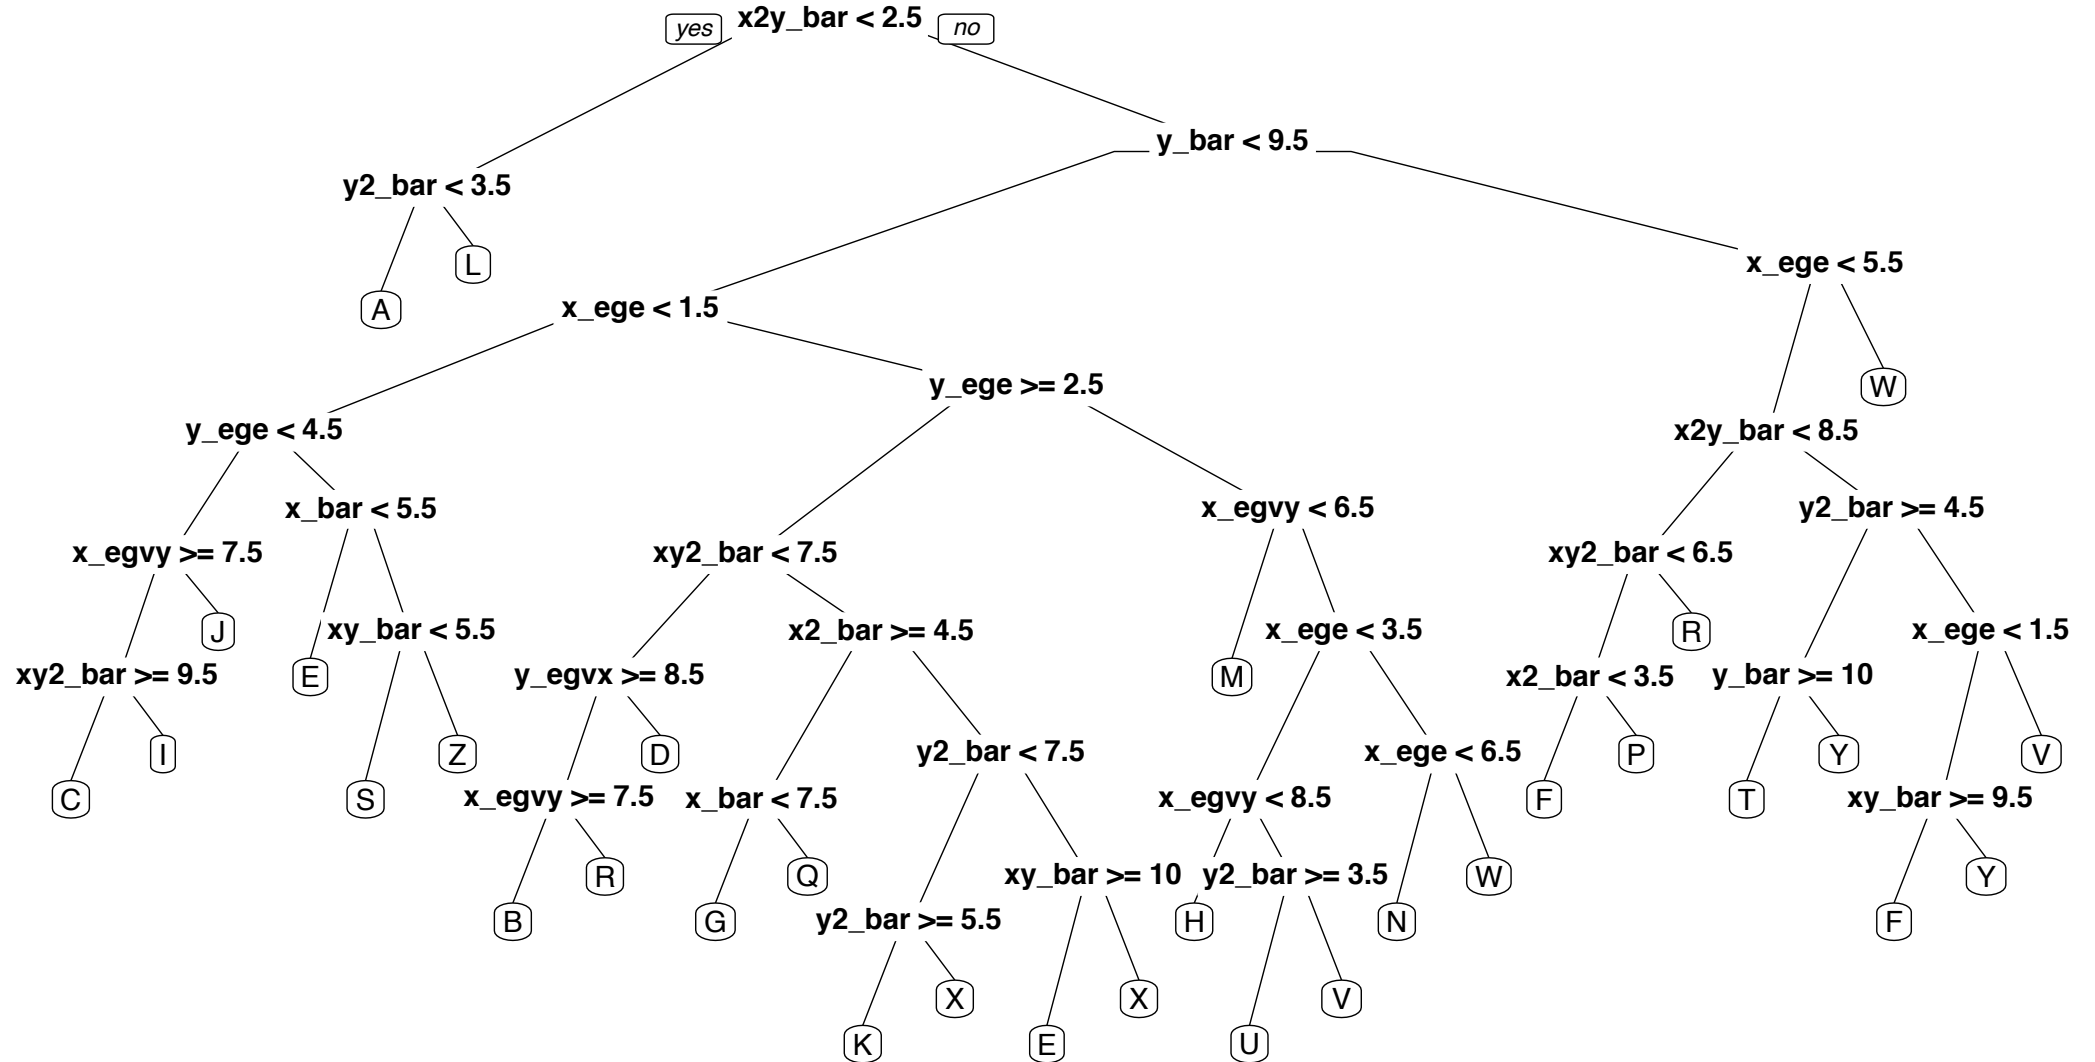 yes
x2y_bar < 2.5
no
y_bar < 9.5
y2_bar < 3.5
L
x_ege < 5.5
A
x_ege < 1.5
y_ege >= 2.5
W
y_ege < 4.5
x2y_bar < 8.5
x_bar < 5.5
x_egvy < 6.5
y2_bar >= 4.5
x_egvy >= 7.5
xy2_bar < 7.5
xy2_bar < 6.5
J
xy_bar < 5.5
x2_bar >= 4.5
x_ege < 3.5
R
x_ege < 1.5
xy2_bar >= 9.5
E
y_egvx >= 8.5
M
x2_bar < 3.5
y_bar >= 10
I
Z
D
y2_bar < 7.5
x_ege < 6.5
P
Y
V
C
S
x_egvy >= 7.5
x_bar < 7.5
x_egvy < 8.5
F
T
xy_bar >= 9.5
R
Q
xy_bar >= 10
y2_bar >= 3.5
W
Y
B
G
y2_bar >= 5.5
H
N
F
X
X
V
K
E
U